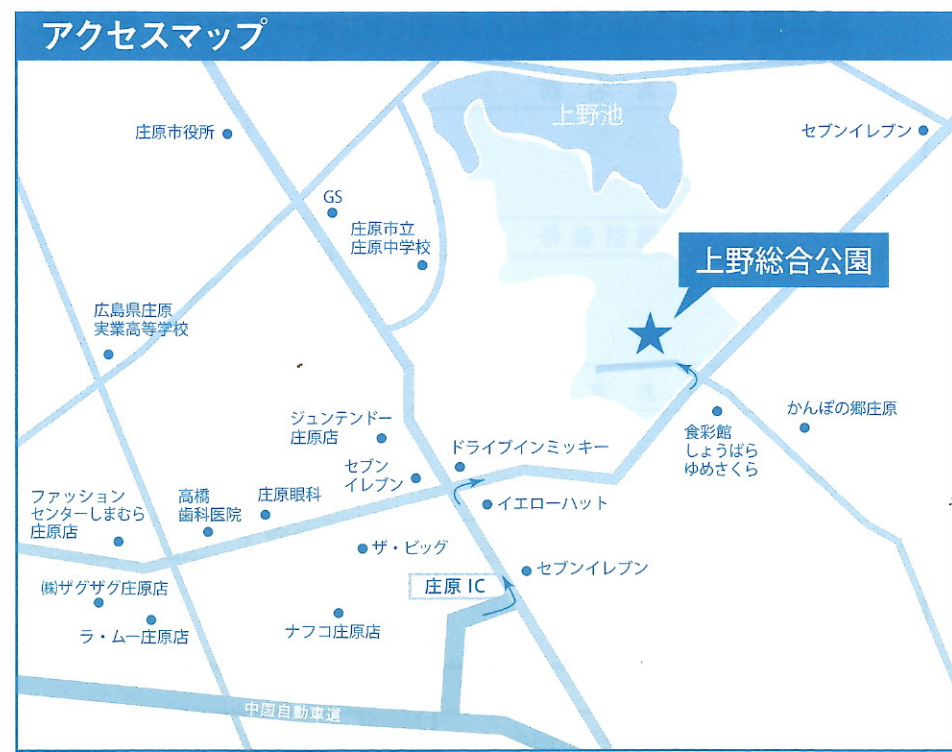 アクセスマップ
上野池
庄原市役所
セブンイレブン
GS
庄原市立
庄原中学校
上野総合公園
広島県庄原
実業高等学校
かんぽの郷庄原
ジュンテンドー
庄原店
食彩館
しょうばら
ゆめさくら
ドライブインミッキー
セブン
イレブン
ファッション
センターしまむら
庄原店
高橋
歯科医院
庄原眼科
イエローハット
ザ・ビッグ
セブンイレブン
庄原 IC
㈱ザグザグ庄原店
ラ・ムー庄原店
ナフコ庄原店
中国自動車道